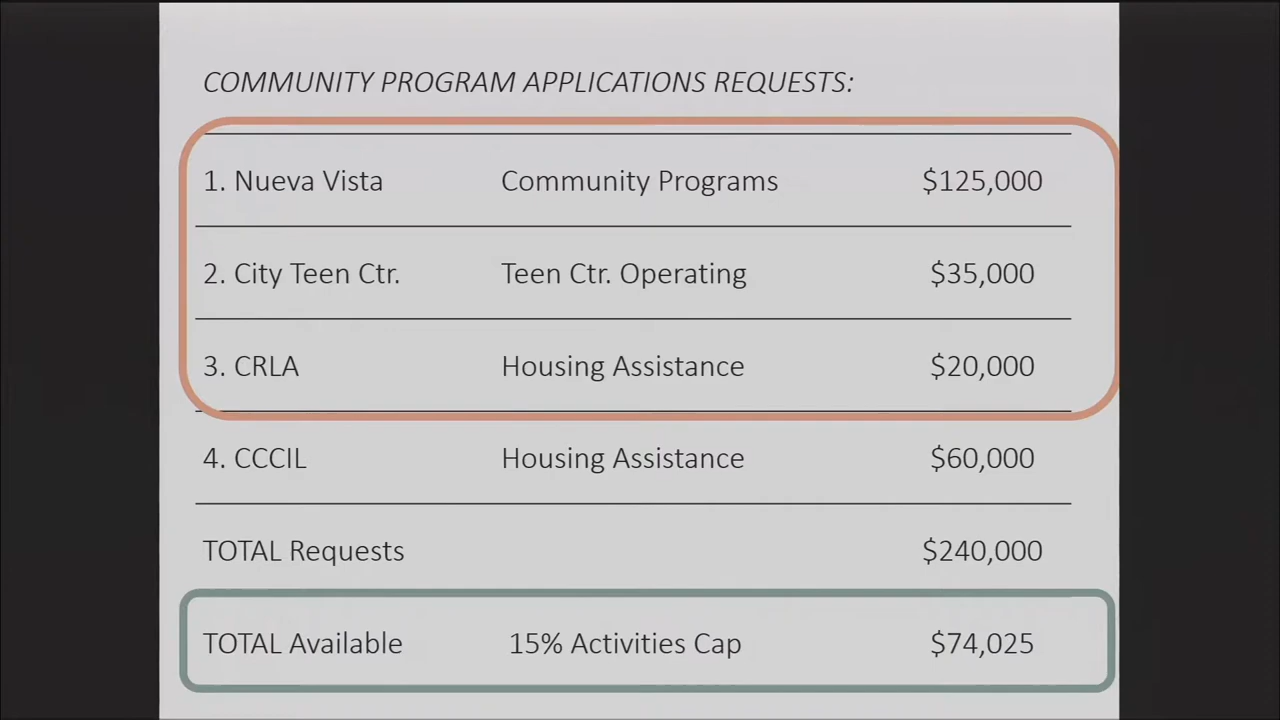 COMMUNITY PROGRAM APPLICATIONS REQUESTS:
1. Nueva Vista Community Programs $125,000
2. City Teen Ctr. Teen Ctr. Operating $35,000
3. CRLA Housing Assistance $20,000
4. CCCIL Housing Assistance $60,000
TOTAL Requests $240,000
TOTAL Available 15% Activities Cap $74,025